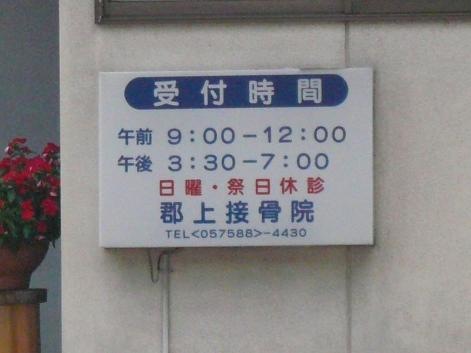 受付時間
午前 9:00-12:00
午後 3:30-7:00
日曜・祭日休診
郡上接骨院
TEL<057588>-4430